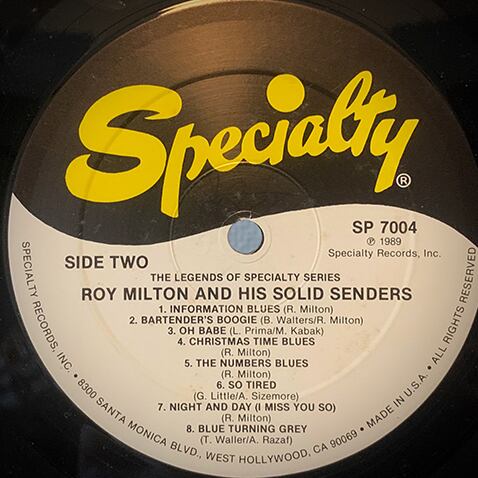 Specialty®
SP 7004
℗ 1989
Specialty Records, Inc.
SIDE TWO
THE LEGENDS OF SPECIALTY SERIES
ROY MILTON AND HIS SOLID SENDERS
1. INFORMATION BLUES (R. Milton)
2. BARTENDER'S BOOGIE (B. Walters/R. Milton)
3. OH BABE (L. Prima/M. Kabak)
4. CHRISTMAS TIME BLUES
(R. Milton)
5. THE NUMBERS BLUES
(R. Milton)
6. SO TIRED
(G. Little/A. Sizemore)
7. NIGHT AND DAY (I MISS YOU SO)
(R. Milton)
8. BLUE TURNING GREY
(T. Waller/A. Razaf)
SPECIALTY RECORDS, INC. • 8300 SANTA MONICA BLVD., WEST HOLLYWOOD, CA 90069 • MADE IN U.S.A. • ALL RIGHTS RESERVED